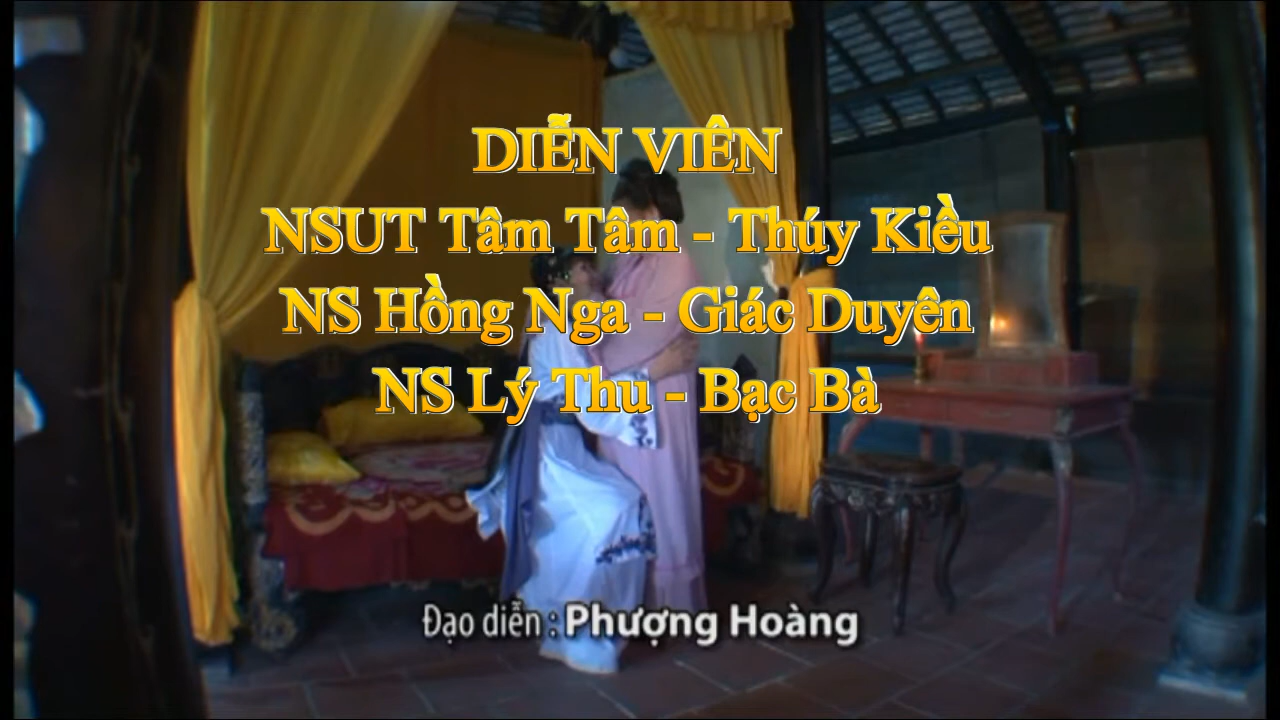 DIỄN VIÊN
NSUT Tâm Tâm - Thúy Kiều
NS Hồng Nga - Giác Duyên
NS Lý Thu - Bạc Bà
Đạo diễn : Phượng Hoàng